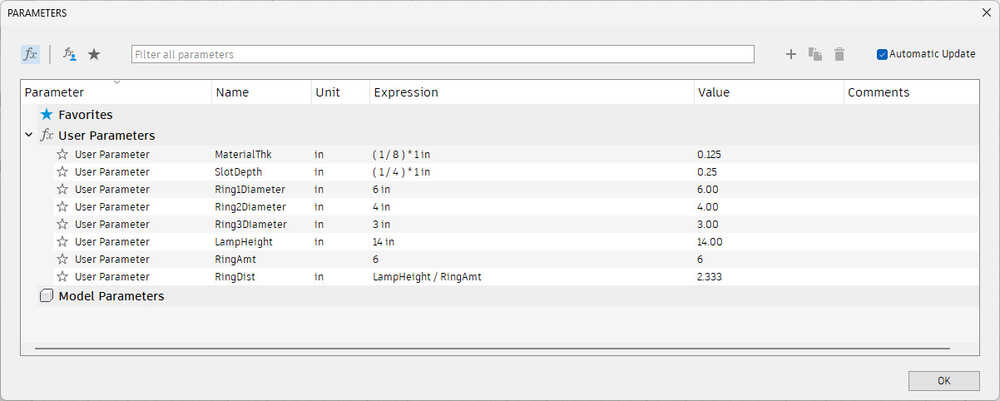 PARAMETERS
fx fx Filter all parameters Automatic Update
Parameter Name Unit Expression Value Comments
Favorites
fx User Parameters
User Parameter MaterialThk in ( 1 / 8 ) * 1 in 0.125
User Parameter SlotDepth in ( 1 / 4 ) * 1 in 0.25
User Parameter Ring1Diameter in 6 in 6.00
User Parameter Ring2Diameter in 4 in 4.00
User Parameter Ring3Diameter in 3 in 3.00
User Parameter LampHeight in 14 in 14.00
User Parameter RingAmt 6 6
User Parameter RingDist in LampHeight / RingAmt 2.333
Model Parameters
OK